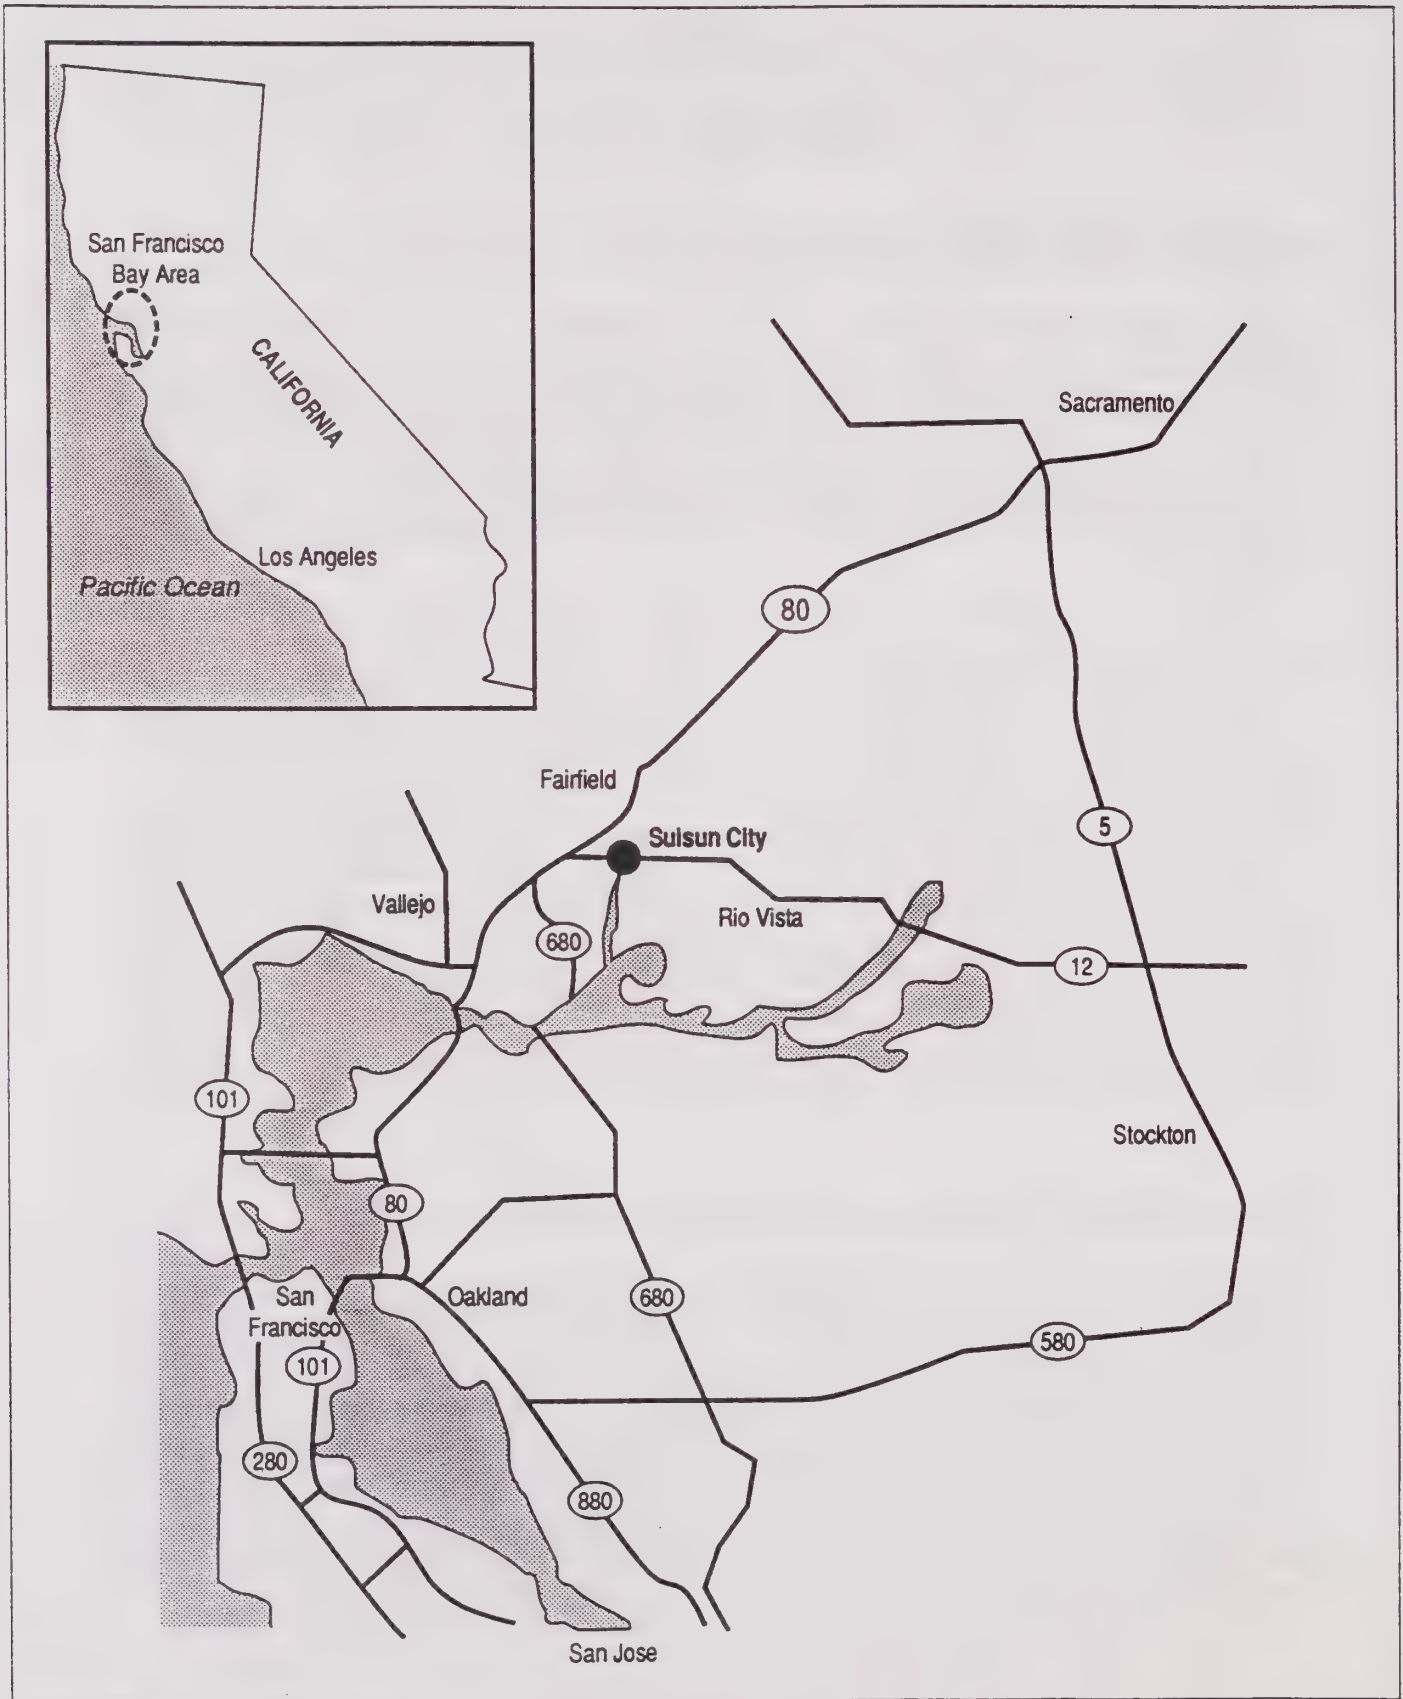 San Francisco
Bay Area
CALIFORNIA
Los Angeles
Pacific Ocean
Sacramento
80
Fairfield
5
Suisun City
Vallejo
Rio Vista
680
12
101
Stockton
80
San
Francisco
Oakland
680
580
101
280
880
San Jose